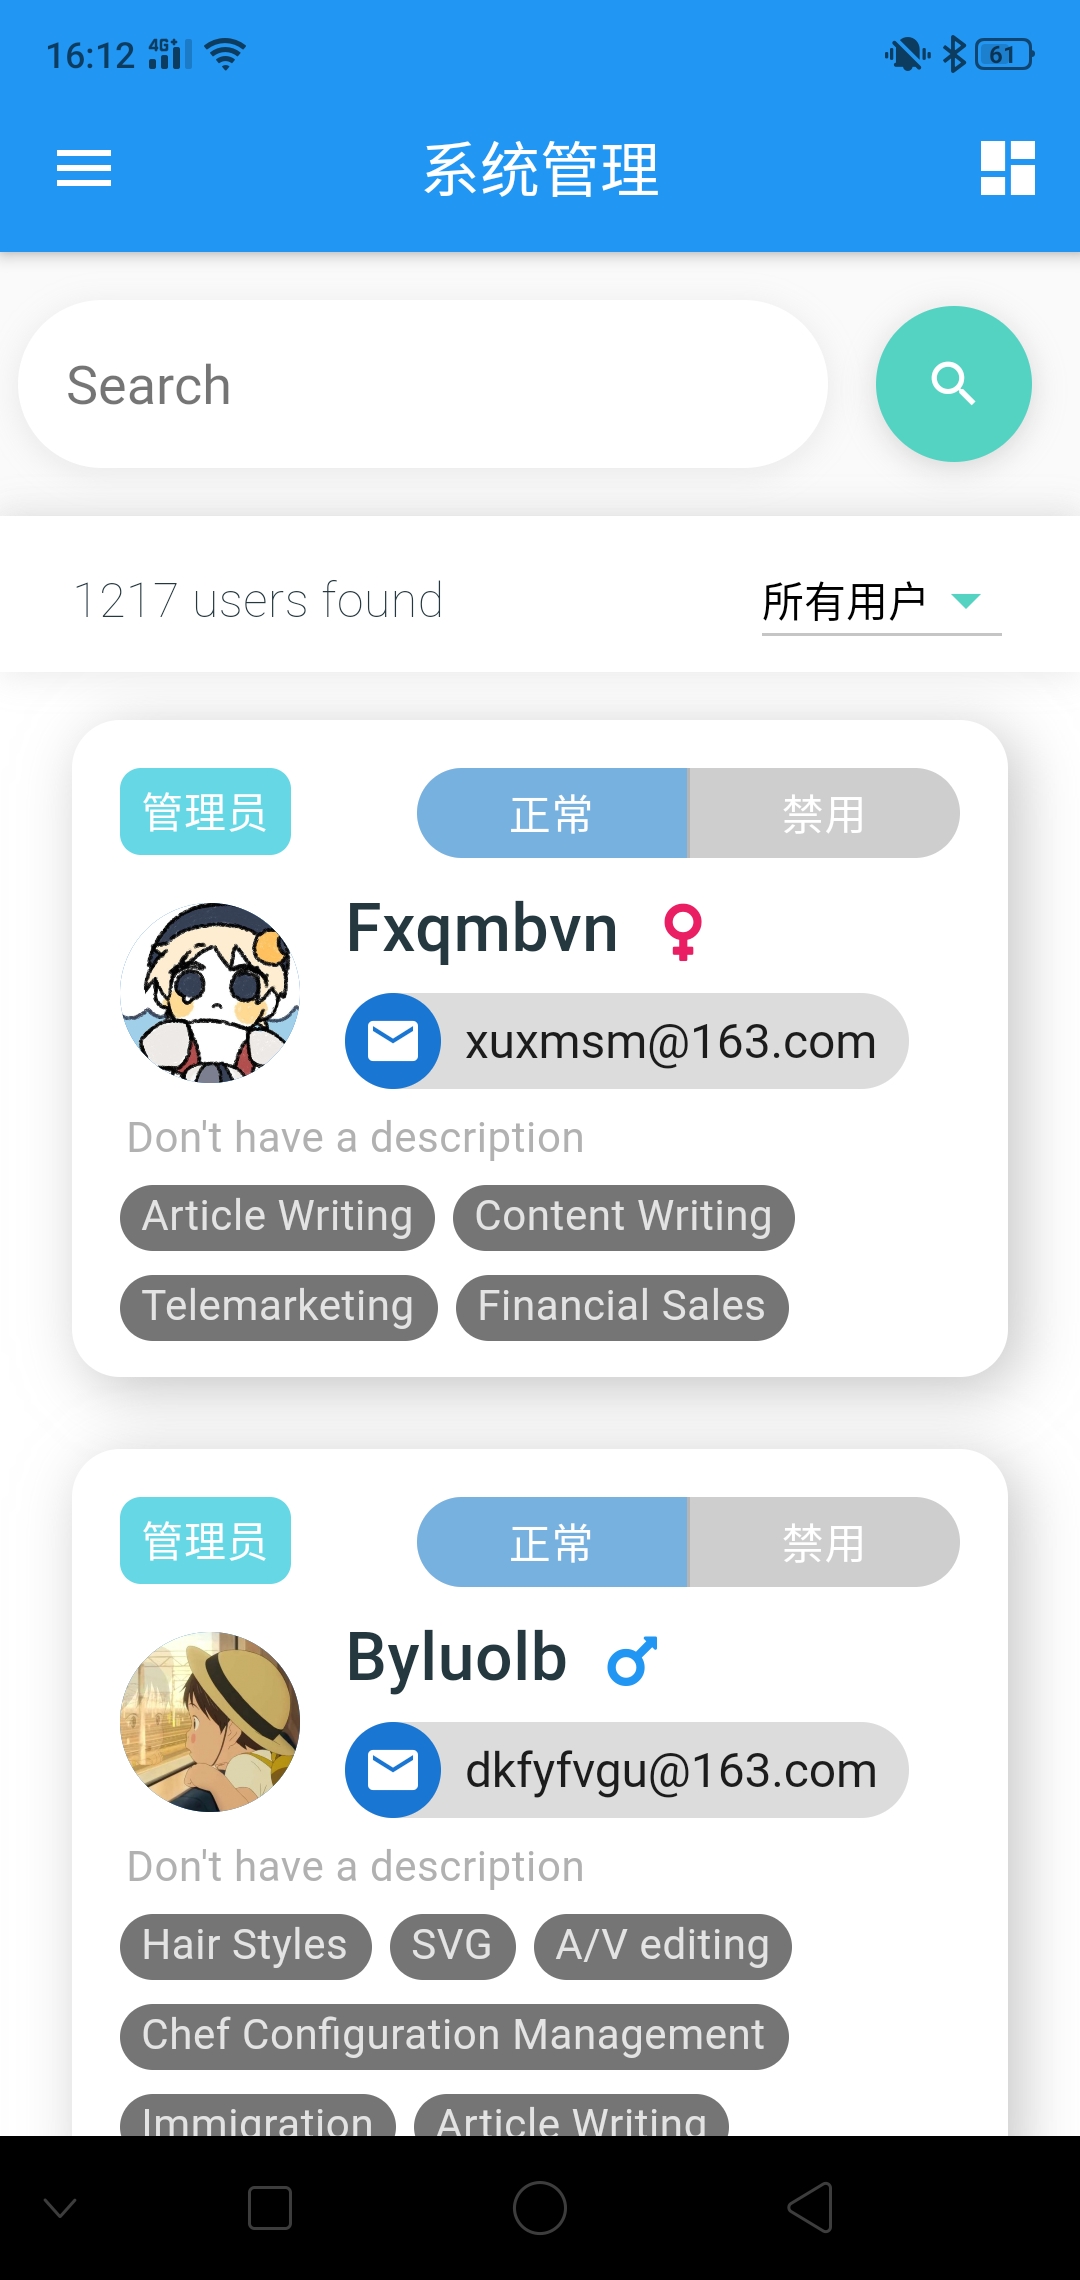 16:12 4G+ 61
系统管理
Search
1217 users found 所有用户
管理员 正常 禁用
Fxqmbvn
xuxmsm@163.com
Don't have a description
Article Writing Content Writing
Telemarketing Financial Sales
管理员 正常 禁用
Byluolb
dkfyfvgu@163.com
Don't have a description
Hair Styles SVG A/V editing
Chef Configuration Management
Immigration Article Writing